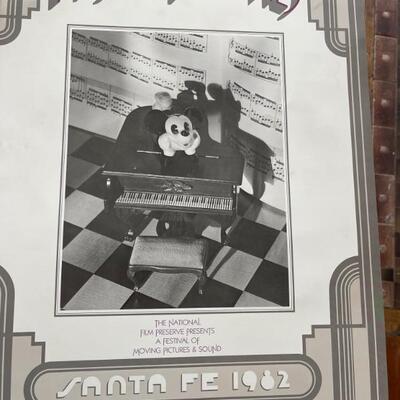 THE NATIONAL
FILM PRESERVE PRESENTS
A FESTIVAL OF
MOVING PICTURES & SOUND
SANTA FE 1982